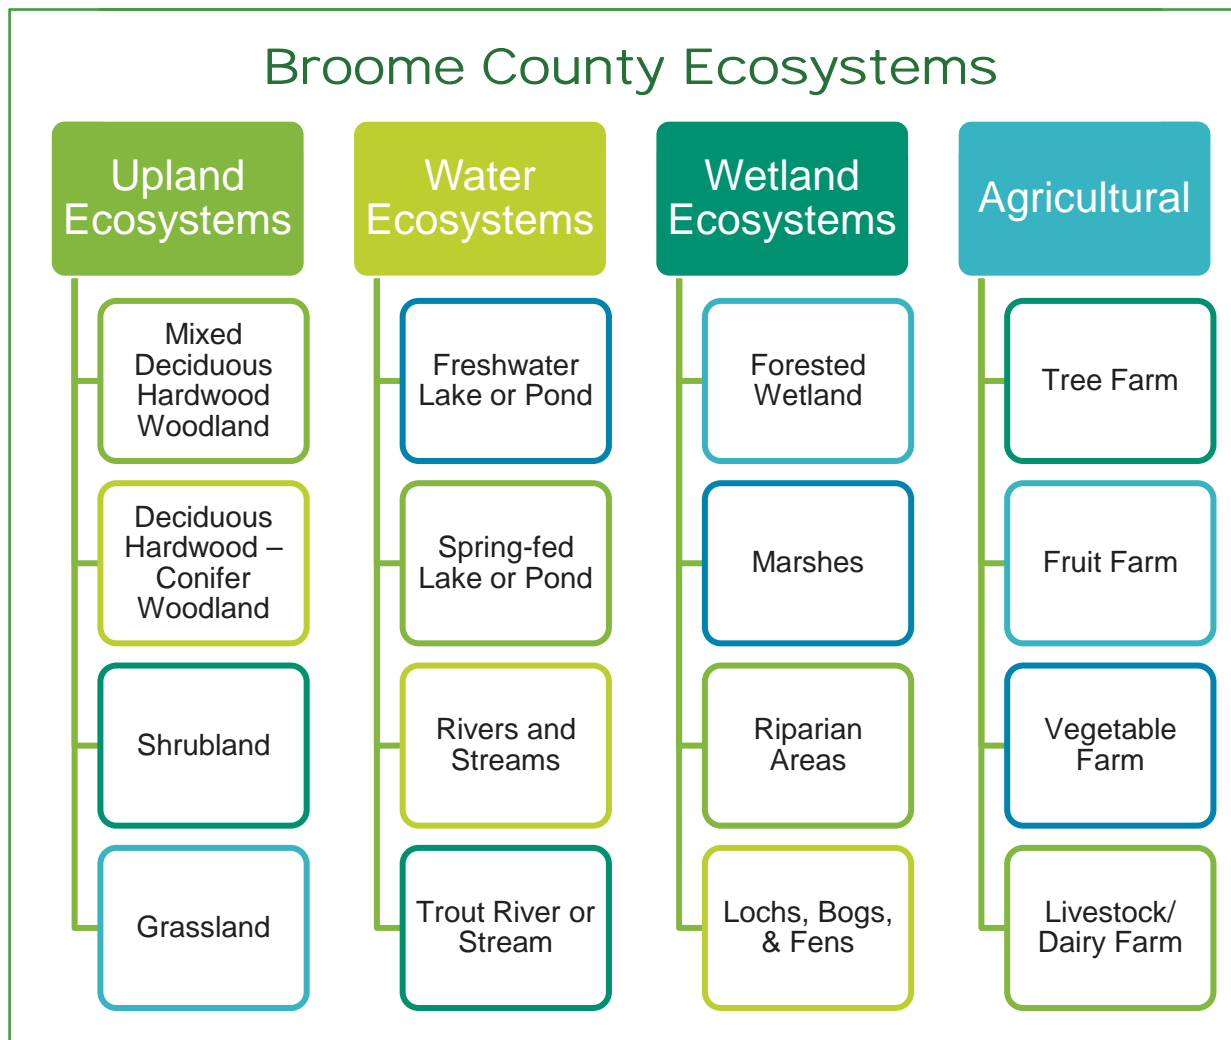 Broome County Ecosystems
Upland
Ecosystems
Mixed
Deciduous
Hardwood
Woodland
Deciduous
Hardwood –
Conifer
Woodland
Shrubland
Grassland
Water
Ecosystems
Freshwater
Lake or Pond
Spring-fed
Lake or Pond
Rivers and
Streams
Trout River or
Stream
Wetland
Ecosystems
Forested
Wetland
Marshes
Riparian
Areas
Lochs, Bogs,
& Fens
Agricultural
Tree Farm
Fruit Farm
Vegetable
Farm
Livestock/
Dairy Farm